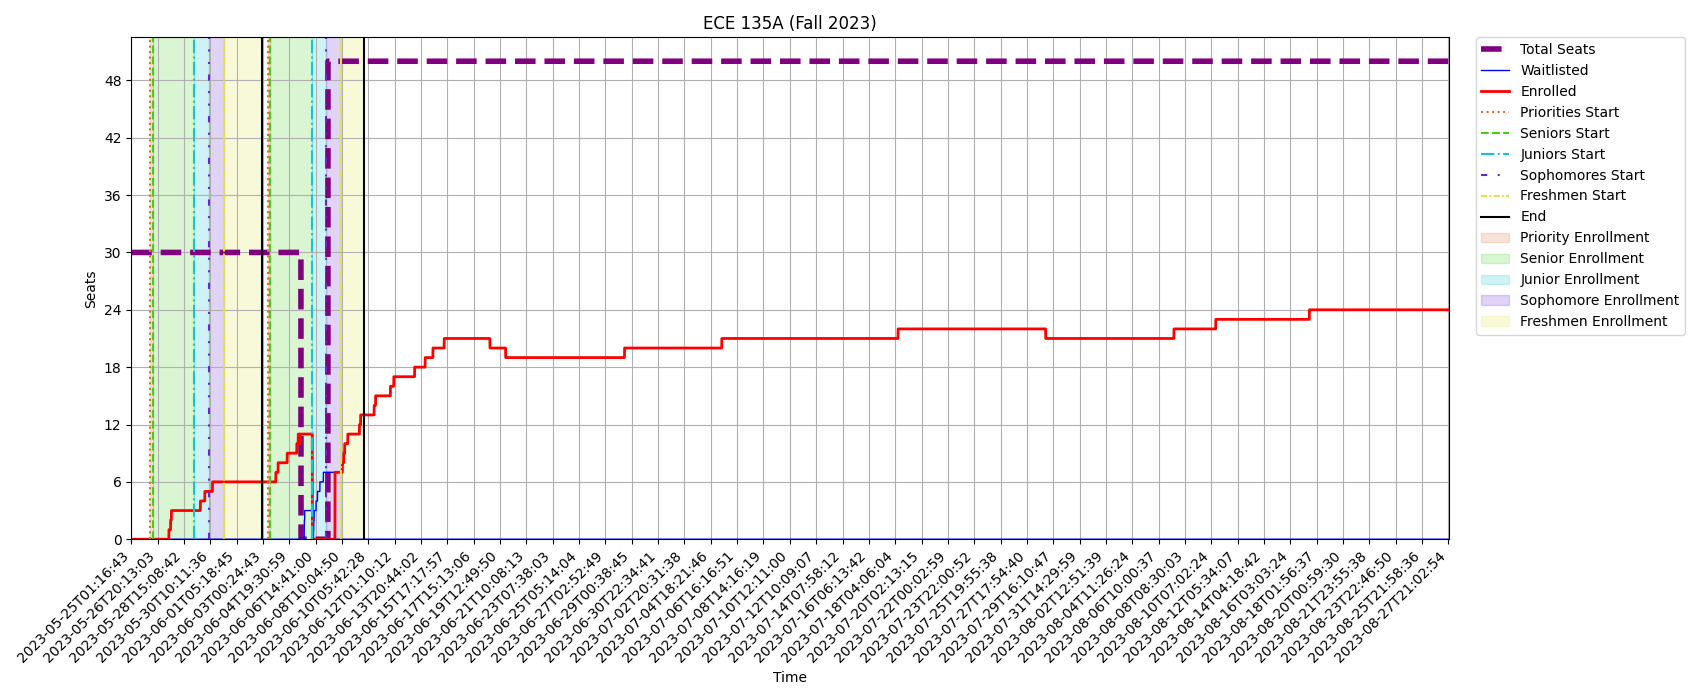 ECE 135A (Fall 2023)
Total Seats
Waitlisted
Enrolled
Priorities Start
Seniors Start
Juniors Start
Sophomores Start
Freshmen Start
End
Priority Enrollment
Senior Enrollment
Junior Enrollment
Sophomore Enrollment
Freshmen Enrollment
Seats
48
42
36
30
24
18
12
6
0
2023-05-25T01:16:43
2023-05-26T20:13:03
2023-05-28T15:08:42
2023-05-30T10:11:36
2023-06-01T05:18:45
2023-06-03T00:24:43
2023-06-04T19:30:59
2023-06-06T14:41:00
2023-06-08T10:04:50
2023-06-10T05:42:28
2023-06-12T01:10:12
2023-06-13T20:44:02
2023-06-15T17:17:57
2023-06-17T15:13:06
2023-06-19T12:49:50
2023-06-21T10:08:13
2023-06-23T07:38:03
2023-06-25T05:14:04
2023-06-27T02:52:49
2023-06-29T00:38:45
2023-06-30T22:34:41
2023-07-02T20:31:38
2023-07-04T18:21:46
2023-07-06T16:16:51
2023-07-08T14:16:19
2023-07-10T12:11:00
2023-07-12T10:09:07
2023-07-14T07:58:12
2023-07-16T06:13:42
2023-07-18T04:06:04
2023-07-20T02:13:15
2023-07-22T00:02:59
2023-07-23T22:00:52
2023-07-25T19:55:38
2023-07-27T17:54:40
2023-07-29T16:10:47
2023-07-31T14:29:59
2023-08-02T12:51:39
2023-08-04T11:26:24
2023-08-06T10:00:37
2023-08-08T08:30:03
2023-08-10T07:02:24
2023-08-12T05:34:07
2023-08-14T04:18:42
2023-08-16T03:03:24
2023-08-18T01:56:37
2023-08-20T00:59:30
2023-08-21T23:55:38
2023-08-23T22:46:50
2023-08-25T21:58:36
2023-08-27T21:02:54
Time